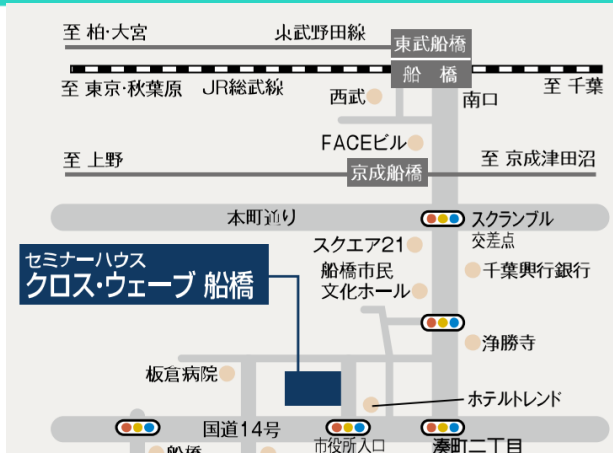 至 柏・大宮
東武野田線
東武船橋
船 橋
至 東京・秋葉原
JR総武線
西武
南口
至 千葉
FACEビル
至 上野
京成船橋
至 京成津田沼
本町通り
スクランブル
交差点
スクエア21
セミナーハウス
クロス・ウェーブ 船橋
船橋市民
文化ホール
千葉興行銀行
浄勝寺
板倉病院
ホテルトレンド
国道14号
市役所入口
湊町二丁目
船橋